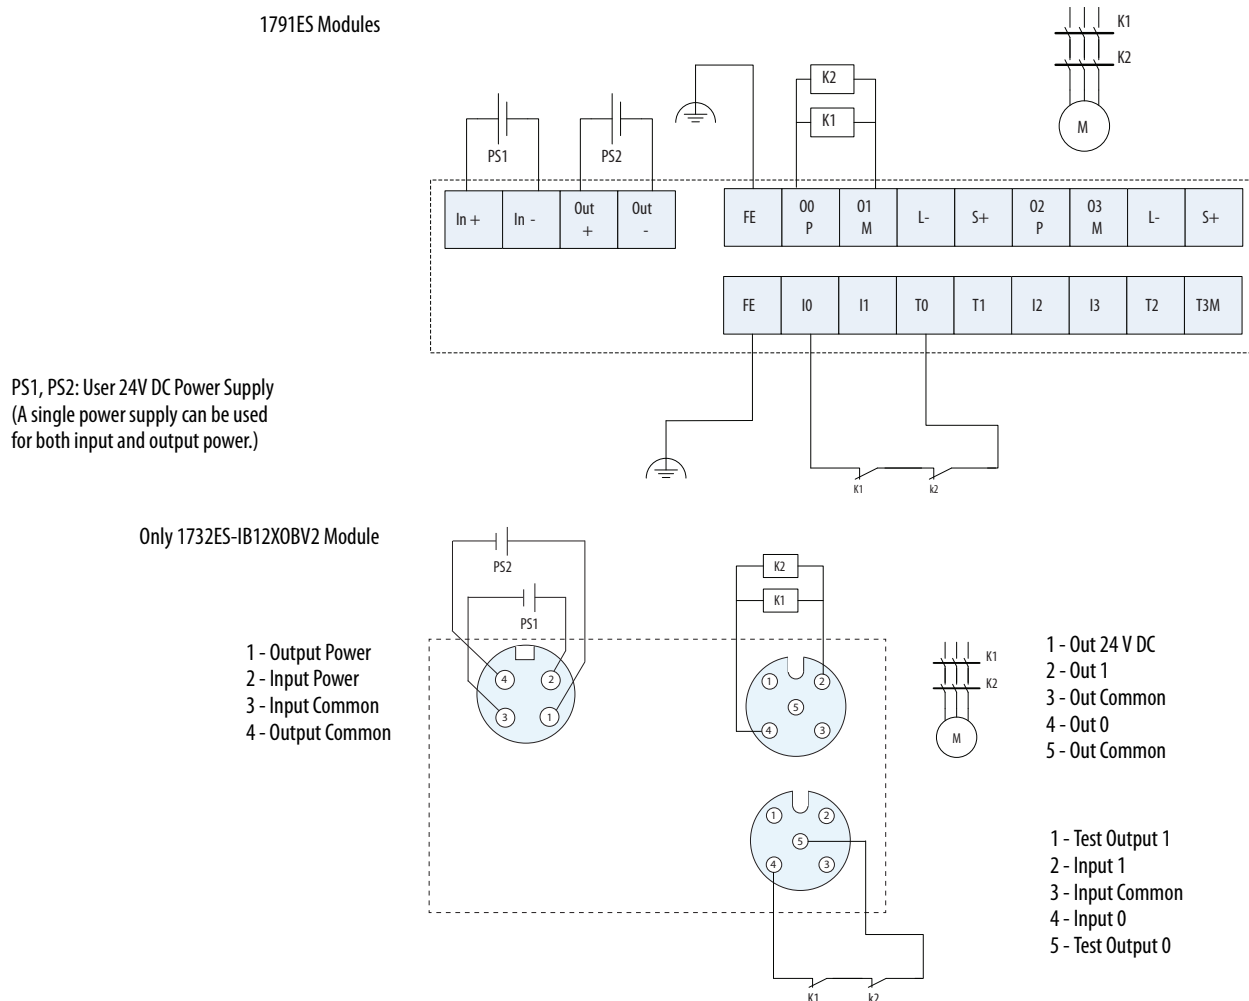 1791ES Modules
K1
K2
M
K2
K1
PS1
PS2
In +
In -
Out
+
Out
-
FE
O0
P
O1
M
L-
S+
O2
P
O3
M
L-
S+
FE
I0
I1
T0
T1
I2
I3
T2
T3M
PS1, PS2: User 24V DC Power Supply
(A single power supply can be used
for both input and output power.)
K1
k2
Only 1732ES-IB12XOBV2 Module
PS2
PS1
1 - Output Power
2 - Input Power
3 - Input Common
4 - Output Common
4
2
3
1
K2
K1
1
2
5
4
3
K1
K2
M
1 - Out 24 V DC
2 - Out 1
3 - Out Common
4 - Out 0
5 - Out Common
1
2
5
4
3
1 - Test Output 1
2 - Input 1
3 - Input Common
4 - Input 0
5 - Test Output 0
K1
k2